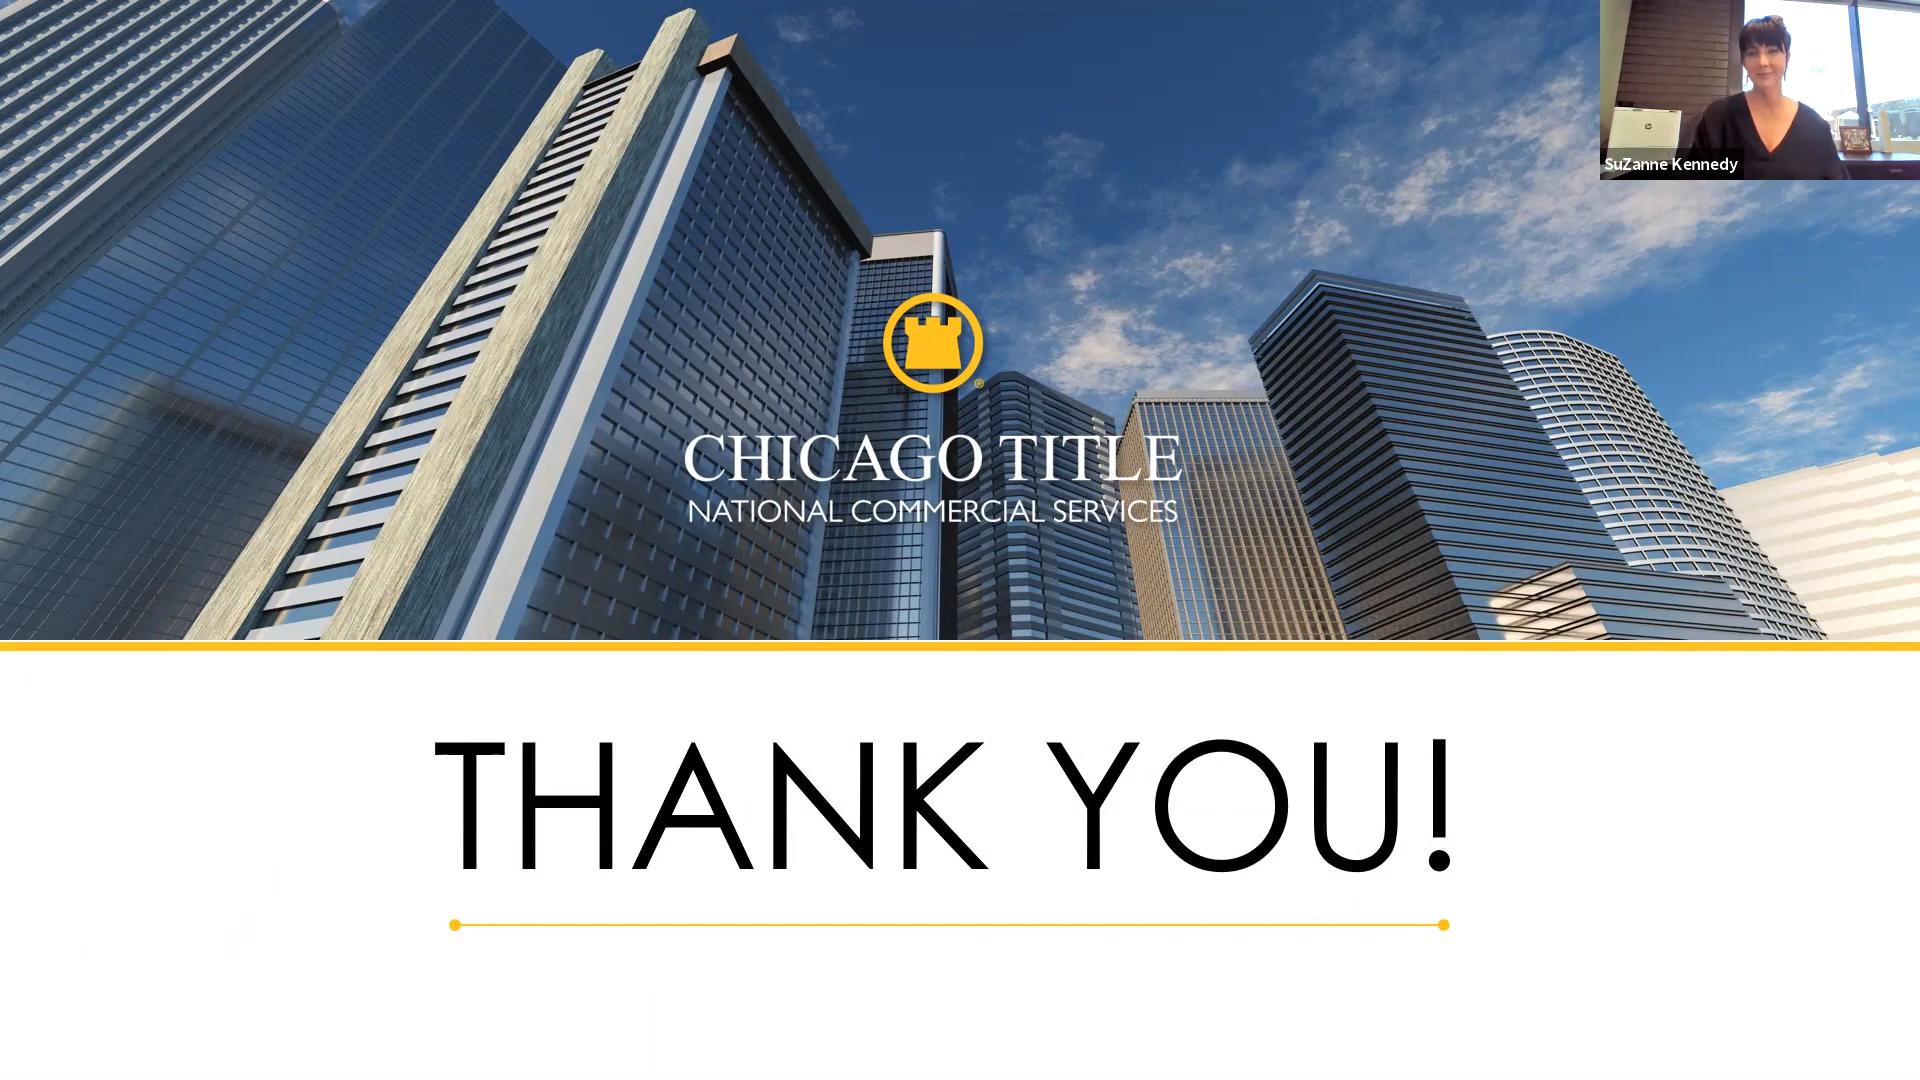 SuZanne Kennedy
®
CHICAGO TITLE
NATIONAL COMMERCIAL SERVICES
THANK YOU!